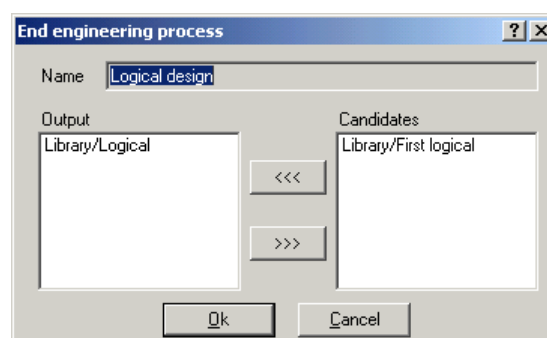 End engineering process ? ×
Name Logical design
Output Candidates
Library/Logical Library/First logical
<<<
>>>
Ok Cancel